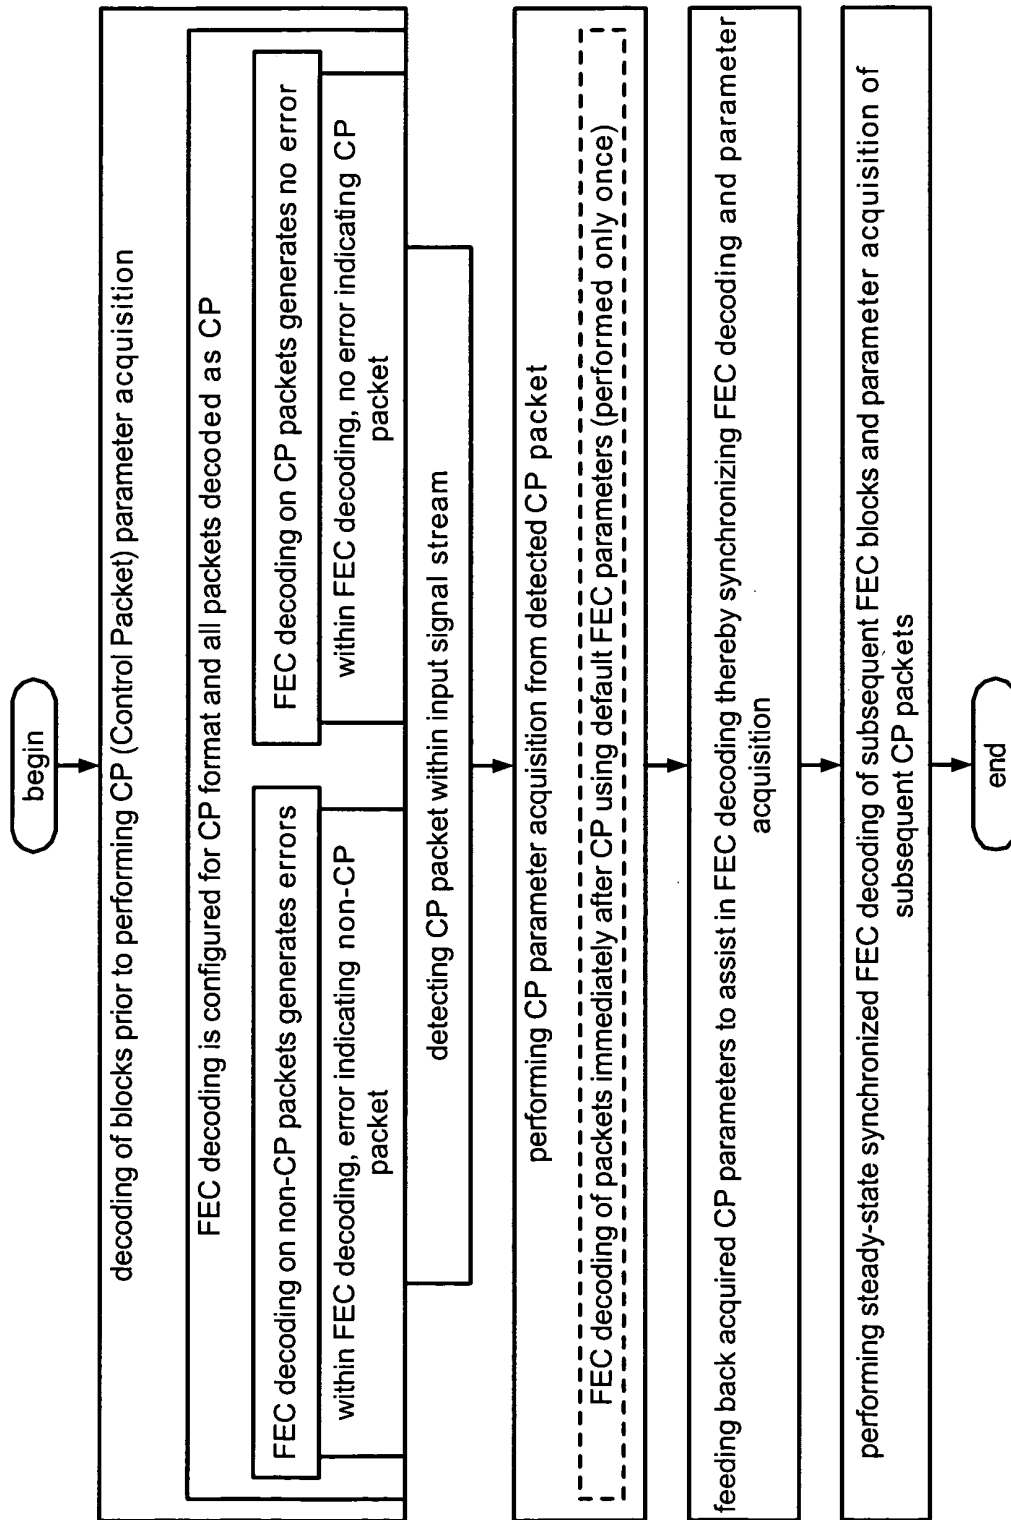 begin
decoding of blocks prior to performing CP (Control Packet) parameter acquisition
FEC decoding is configured for CP format and all packets decoded as CP
FEC decoding on non-CP packets generates errors
within FEC decoding, error indicating non-CP
packet
FEC decoding on CP packets generates no error
within FEC decoding, no error indicating CP
packet
detecting CP packet within input signal stream
performing CP parameter acquisition from detected CP packet
FEC decoding of packets immediately after CP using default FEC parameters (performed only once)
feeding back acquired CP parameters to assist in FEC decoding thereby synchronizing FEC decoding and parameter
acquisition
performing steady-state synchronized FEC decoding of subsequent FEC blocks and parameter acquisition of
subsequent CP packets
end